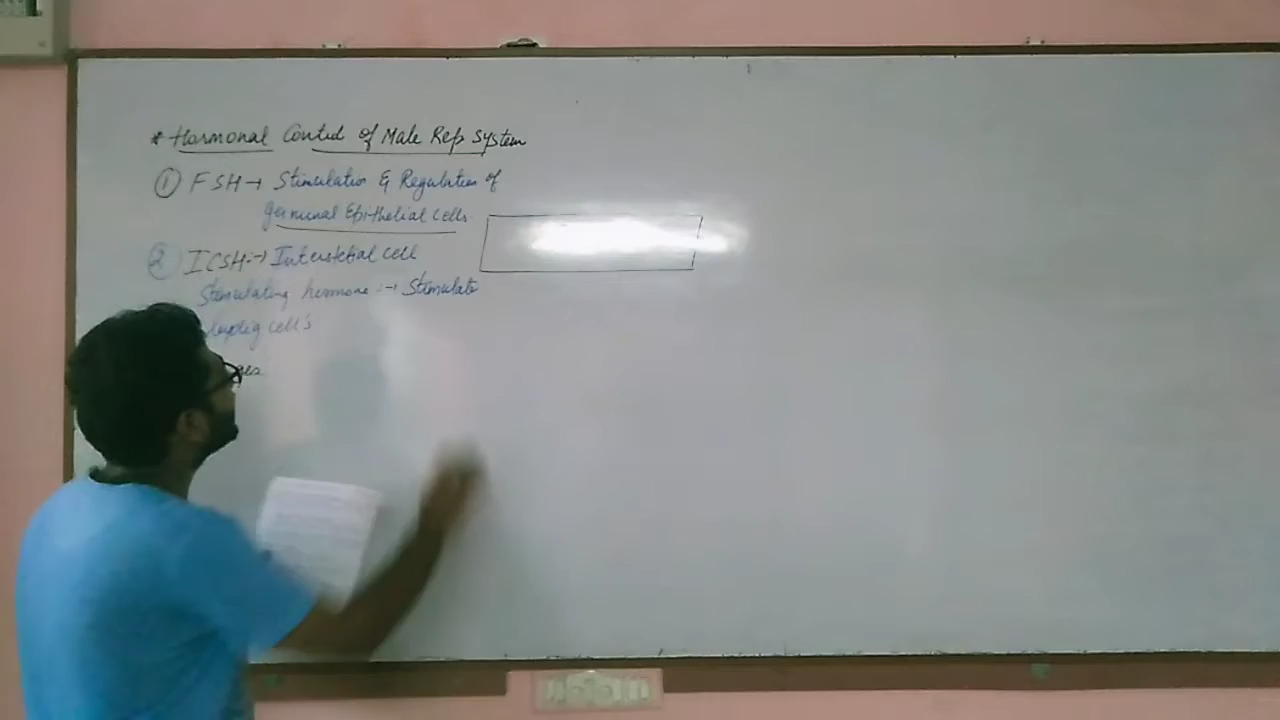 * Hormonal Control of Male Rep System
① FSH → Stimulation & Regulation of
Germinal Epithelial cells
② ICSH :→ Interstetial cell
Stimulating hormone :→ Stimulate
leydig cell's